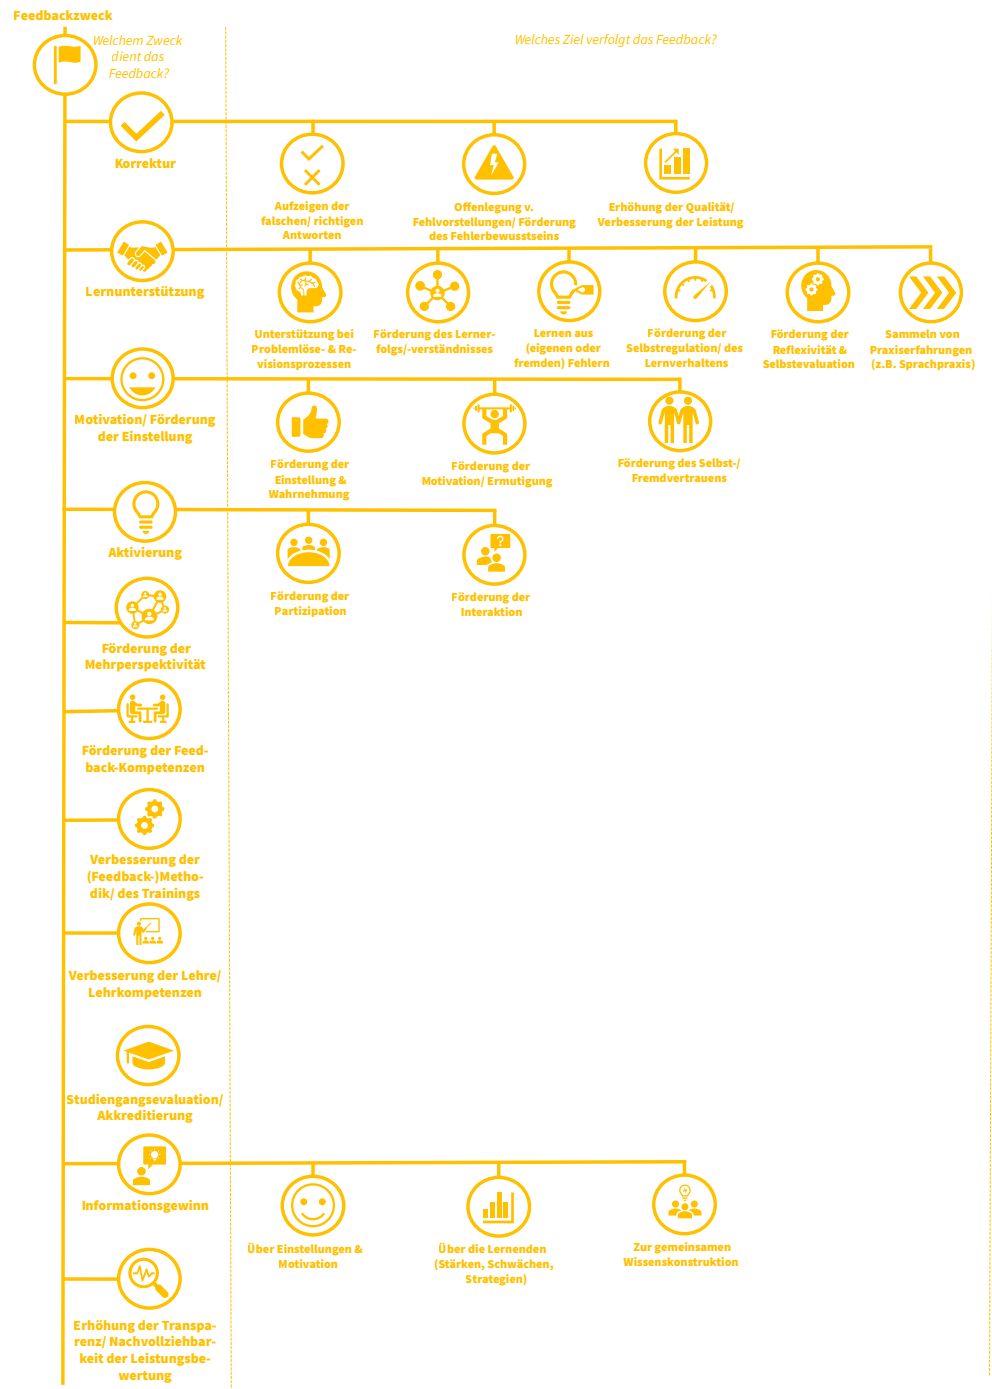 Feedbackzweck
Welchem Zweck
dient das
Feedback?
Welches Ziel verfolgt das Feedback?
Korrektur
Aufzeigen der
falschen/ richtigen
Antworten
Offenlegung v.
Fehlvorstellungen/ Förderung
des Fehlerbewusstseins
Erhöhung der Qualität/
Verbesserung der Leistung
Lernunterstützung
Unterstützung bei
Problemlöse- & Re-
visionsprozessen
Förderung des Lerner-
folgs/-verständnisses
Lernen aus
(eigenen oder
fremden) Fehlern
Förderung der
Selbstregulation/ des
Lernverhaltens
Förderung der
Reflexivität &
Selbstevaluation
Sammeln von
Praxiserfahrungen
(z.B. Sprachpraxis)
Motivation/ Förderung
der Einstellung
Förderung der
Einstellung &
Wahrnehmung
Förderung der
Motivation/ Ermutigung
Förderung des Selbst-/
Fremdvertrauens
Aktivierung
Förderung der
Partizipation
?
Förderung der
Interaktion
Förderung der
Mehrperspektivität
Förderung der Feed-
back-Kompetenzen
Verbesserung der
(Feedback-)Metho-
dik/ des Trainings
Verbesserung der Lehre/
Lehrkompetenzen
Studiengangsevaluation/
Akkreditierung
Informationsgewinn
Über Einstellungen &
Motivation
Über die Lernenden
(Stärken, Schwächen,
Strategien)
Zur gemeinsamen
Wissenskonstruktion
Erhöhung der Transpa-
renz/ Nachvollziehbar-
keit der Leistungsbe-
wertung